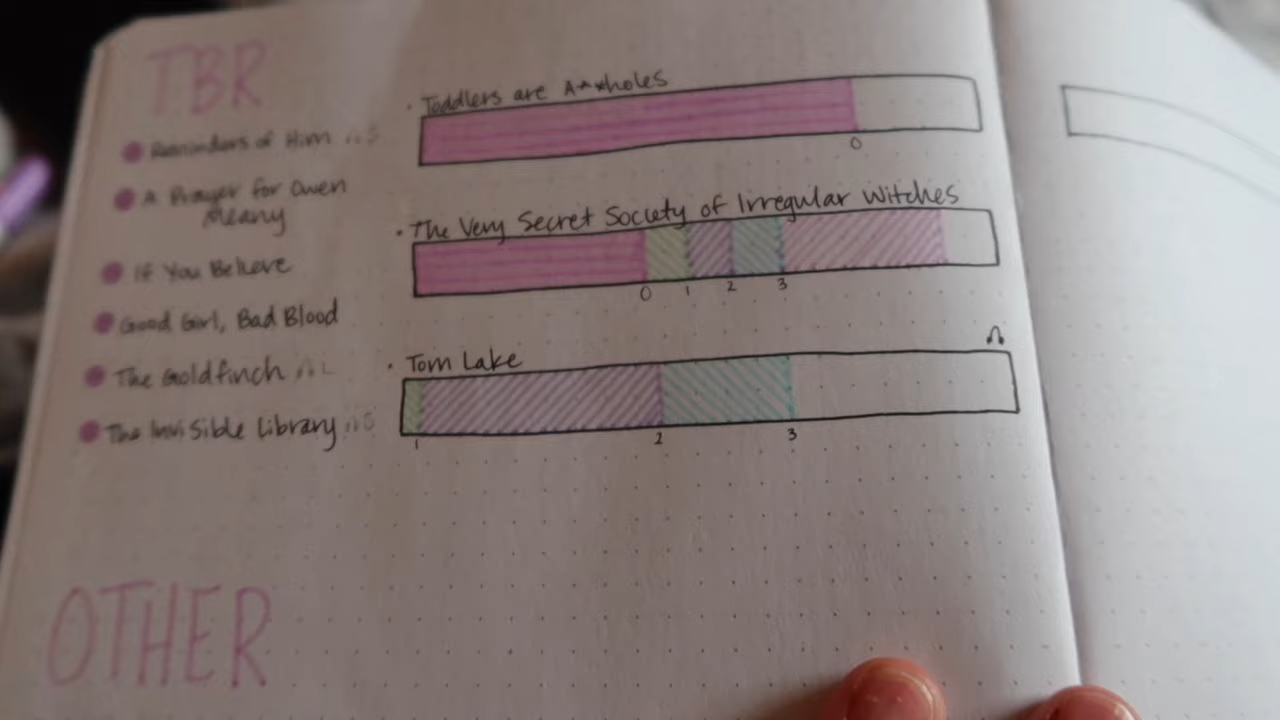 TBR
Reminders of Him
A Prayer for Owen
Meany
If You Believe
Good Girl, Bad Blood
The Goldfinch
The Invisible Library
Toddlers are A**holes
0
The Very Secret Society of Irregular Witches
0 1 2 3
Tom Lake
1 2 3
OTHER